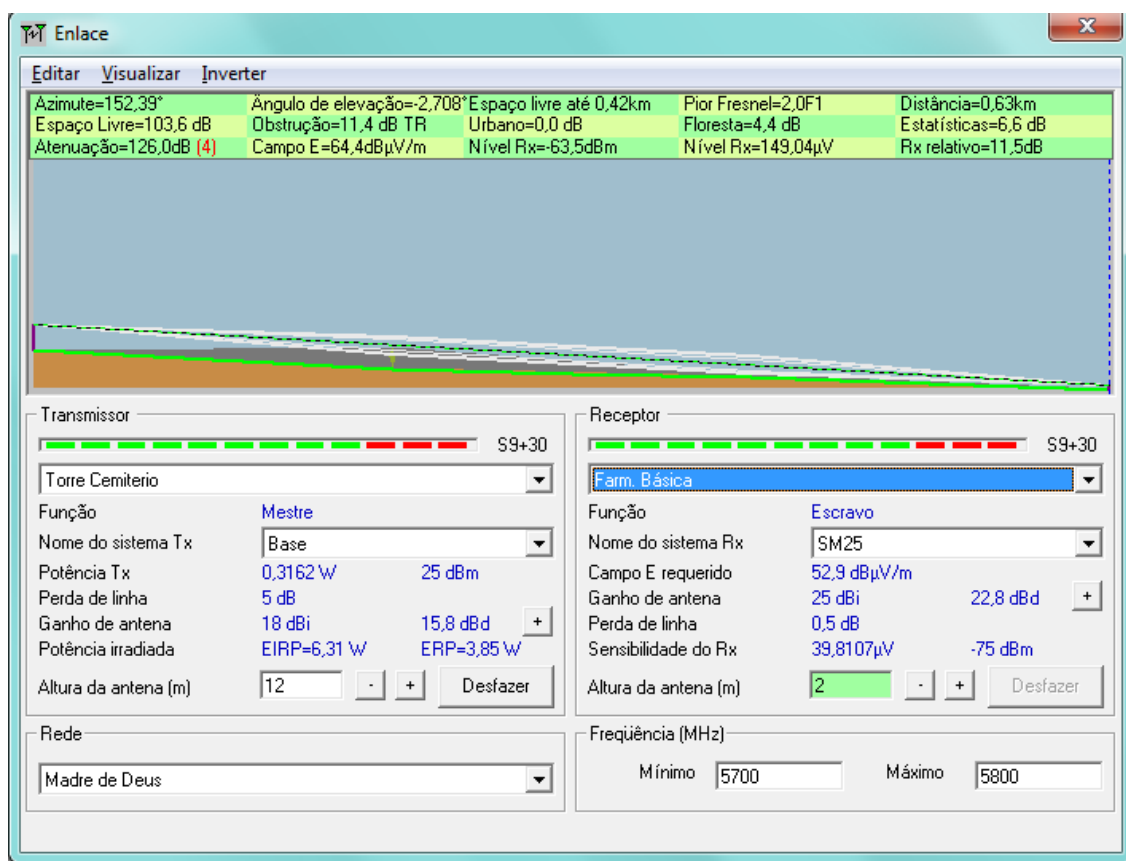 Enlace
Editar Visualizar Inverter
Azimute=152,39° Ângulo de elevação=-2,708° Espaço livre até 0,42km Pior Fresnel=2,0F1 Distância=0,63km
Espaço Livre=103,6 dB Obstrução=11,4 dB TR Urbano=0,0 dB Floresta=4,4 dB Estatísticas=6,6 dB
Atenuação=126,0dB (4) Campo E=64,4dBµV/m Nível Rx=-63,5dBm Nível Rx=149,04µV Rx relativo=11,5dB
Transmissor
S9+30
Torre Cemiterio
Função Mestre
Nome do sistema Tx Base
Potência Tx 0,3162 W 25 dBm
Perda de linha 5 dB
Ganho de antena 18 dBi 15,8 dBd +
Potência irradiada EIRP=6,31 W ERP=3,85 W
Altura da antena (m) 12 - + Desfazer
Rede
Madre de Deus
Receptor
S9+30
Farm. Básica
Função Escravo
Nome do sistema Rx SM25
Campo E requerido 52,9 dBµV/m
Ganho de antena 25 dBi 22,8 dBd +
Perda de linha 0,5 dB
Sensibilidade do Rx 39,8107µV -75 dBm
Altura da antena (m) 2 - + Desfazer
Freqüência (MHz)
Mínimo 5700 Máximo 5800